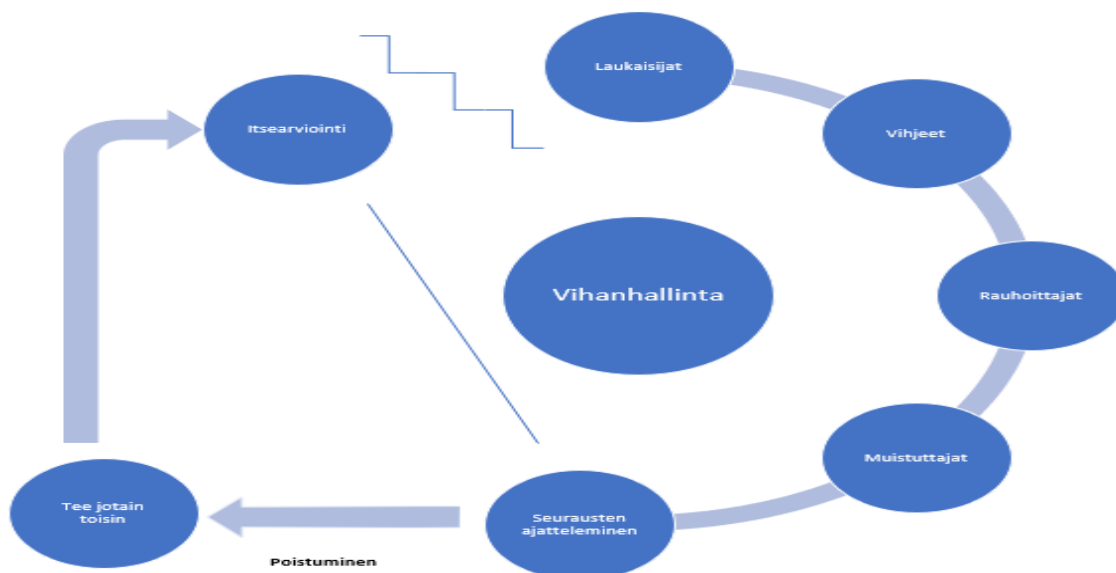 Laukaisijat
Vihjeet
Rauhoittajat
Muistuttajat
Seurausten
ajatteleminen
Poistuminen
Tee jotain
toisin
Itsearviointi
Vihanhallinta